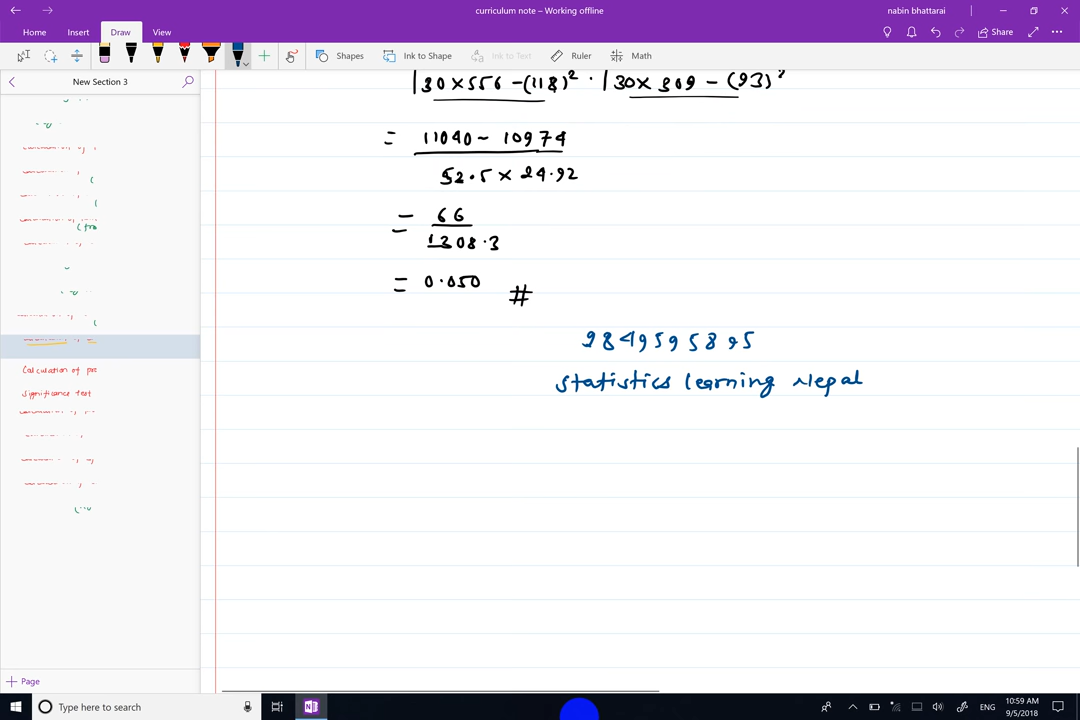 curriculum note – Working offline
nabin bhattarai
Home Insert Draw View
Share
Shapes Ink to Shape Ink to Text Ruler Math
New Section 3
√30×556 −(118)² · √30× 309 − (93)²
= 11040 − 10974
52.5 × 24.92
= 66
1308.3
= 0.050 #
9849595895
Statistics learning Nepal
Calculation of
Significance test
+ Page
Type here to search
ENG
10:59 AM
9/5/2018